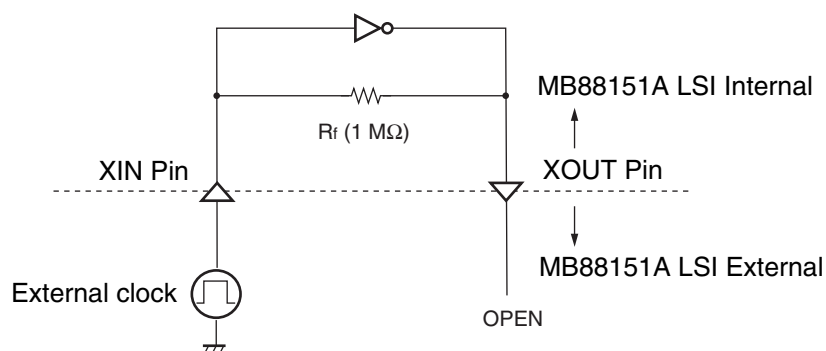 Rf (1 MΩ)
MB88151A LSI Internal
XIN Pin
XOUT Pin
MB88151A LSI External
External clock
OPEN